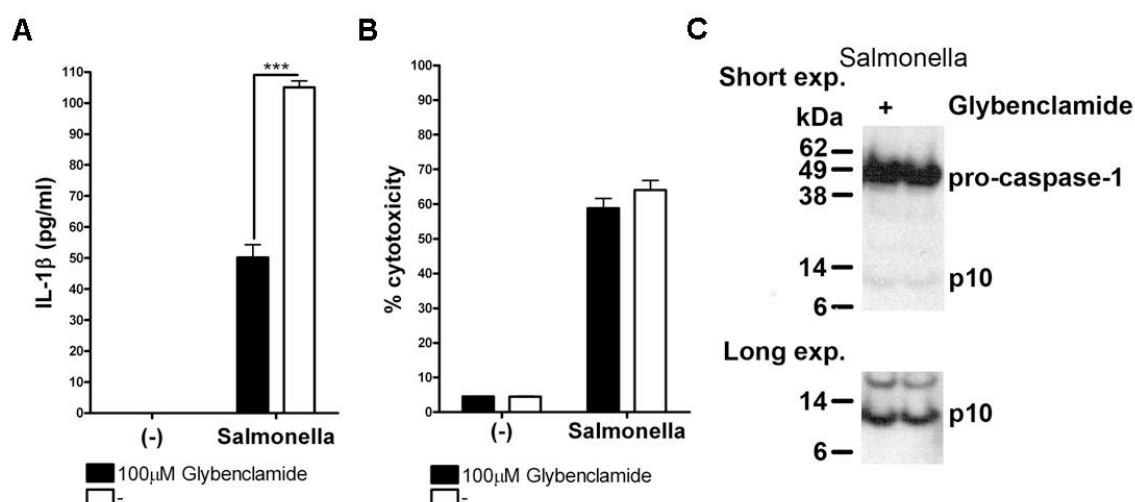 A
IL-1β (pg/ml)
110
100
90
80
70
60
50
40
30
20
10
0
***
(-) Salmonella
100μM Glybenclamide
-
B
% cytotoxicity
100
90
80
70
60
50
40
30
20
10
0
(-) Salmonella
100μM Glybenclamide
-
C
Salmonella
Short exp.
kDa + Glybenclamide
62
49 pro-caspase-1
38
14 p10
6
Long exp.
14 p10
6